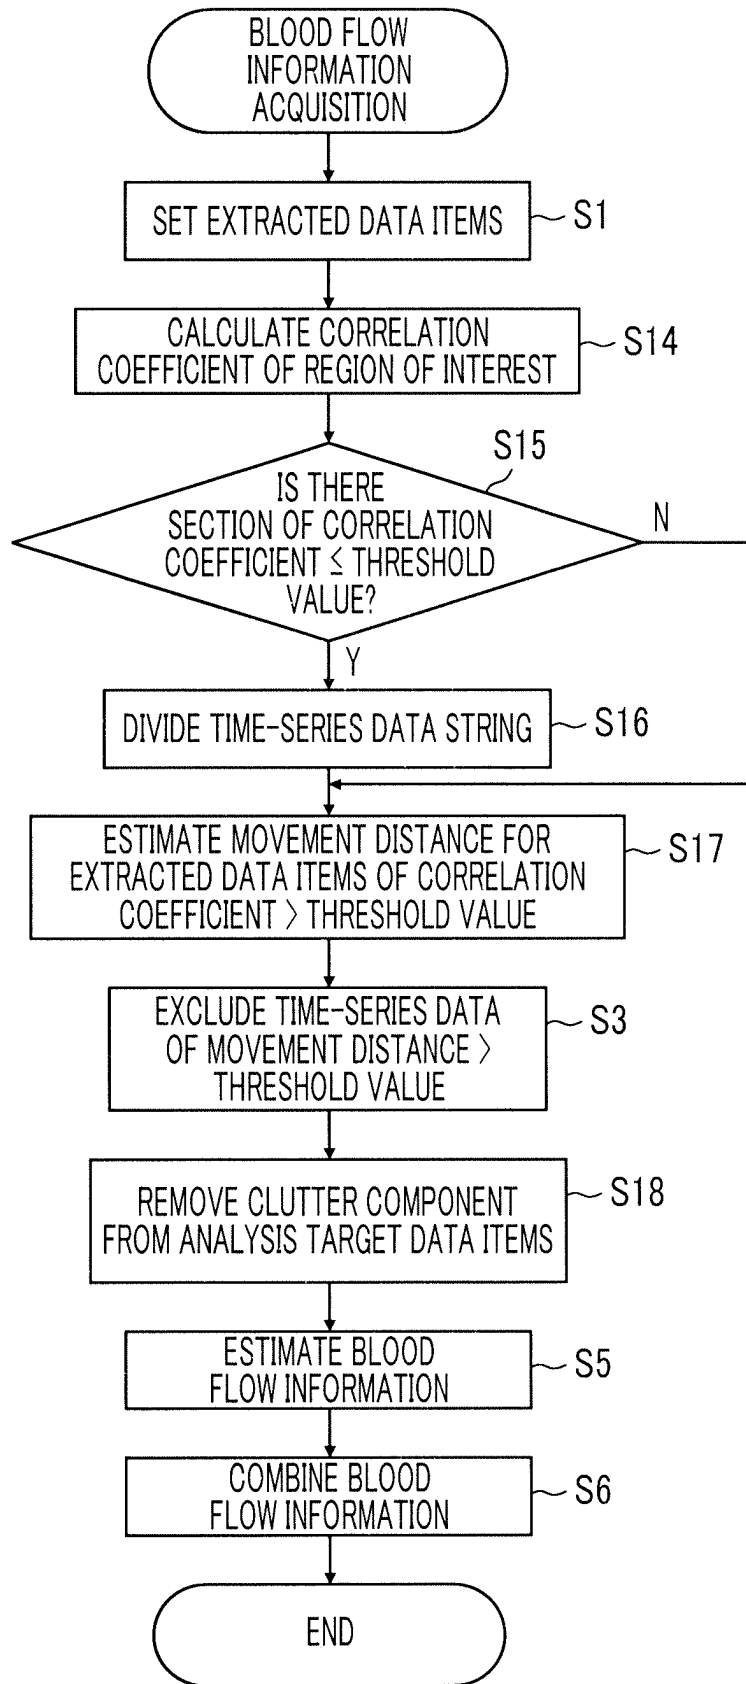 BLOOD FLOW
INFORMATION
ACQUISITION
SET EXTRACTED DATA ITEMS
S1
CALCULATE CORRELATION
COEFFICIENT OF REGION OF INTEREST
S14
S15
IS THERE
SECTION OF CORRELATION
COEFFICIENT ≤ THRESHOLD
VALUE?
N
Y
DIVIDE TIME-SERIES DATA STRING
S16
ESTIMATE MOVEMENT DISTANCE FOR
EXTRACTED DATA ITEMS OF CORRELATION
COEFFICIENT > THRESHOLD VALUE
S17
EXCLUDE TIME-SERIES DATA
OF MOVEMENT DISTANCE >
THRESHOLD VALUE
S3
REMOVE CLUTTER COMPONENT
FROM ANALYSIS TARGET DATA ITEMS
S18
ESTIMATE BLOOD
FLOW INFORMATION
S5
COMBINE BLOOD
FLOW INFORMATION
S6
END